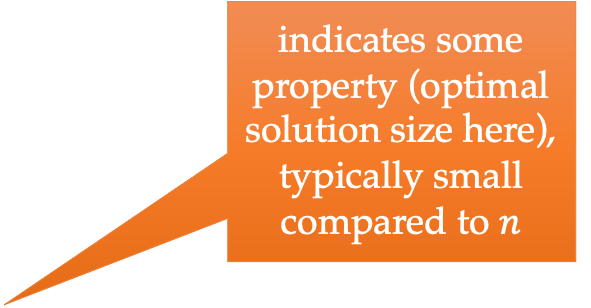 indicates some
property (optimal
solution size here),
typically small
compared to n